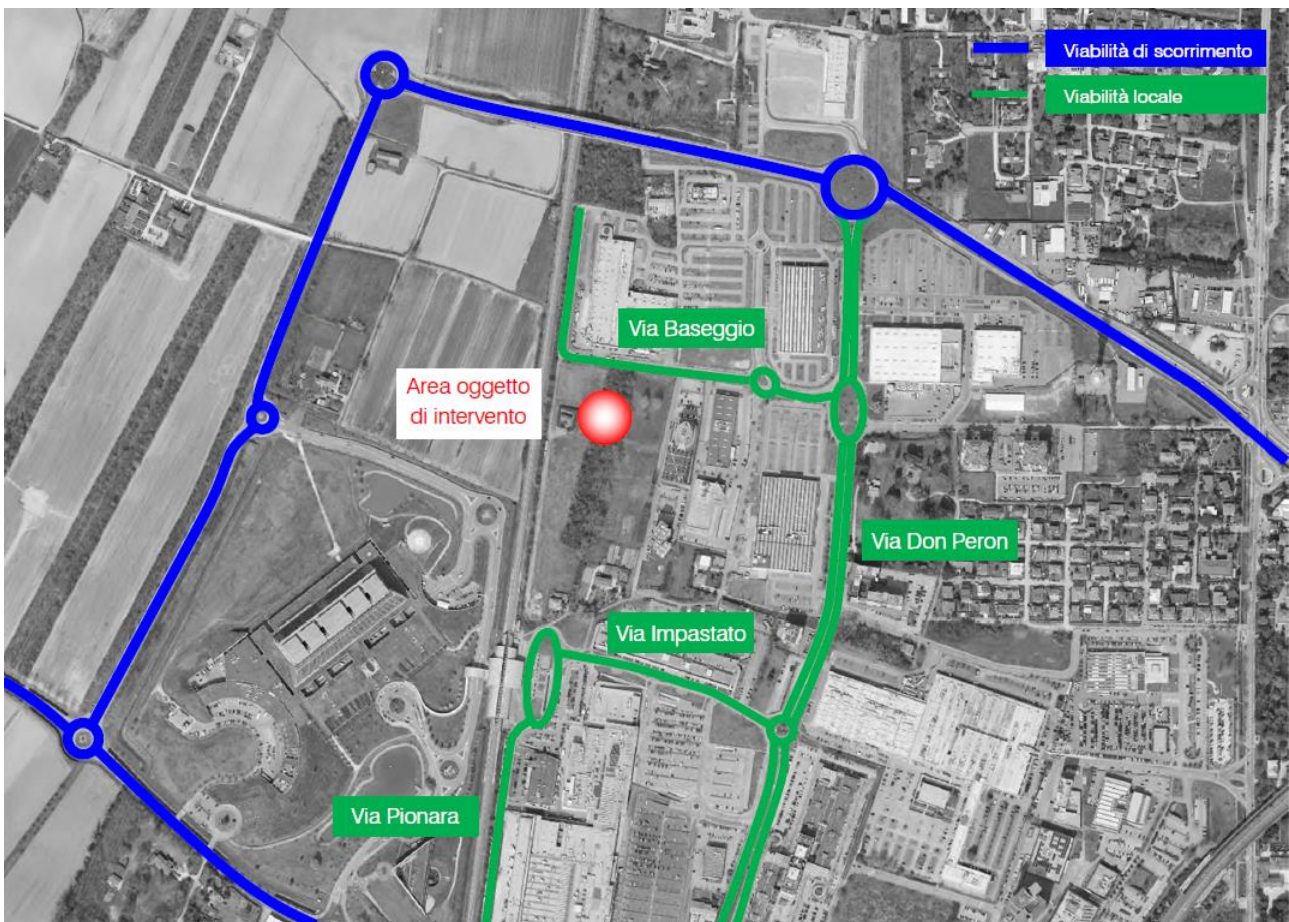 Viabilità di scorrimento
Viabilità locale
Via Baseggio
Area oggetto
di intervento
Via Don Peron
Via Impastato
Via Pionara